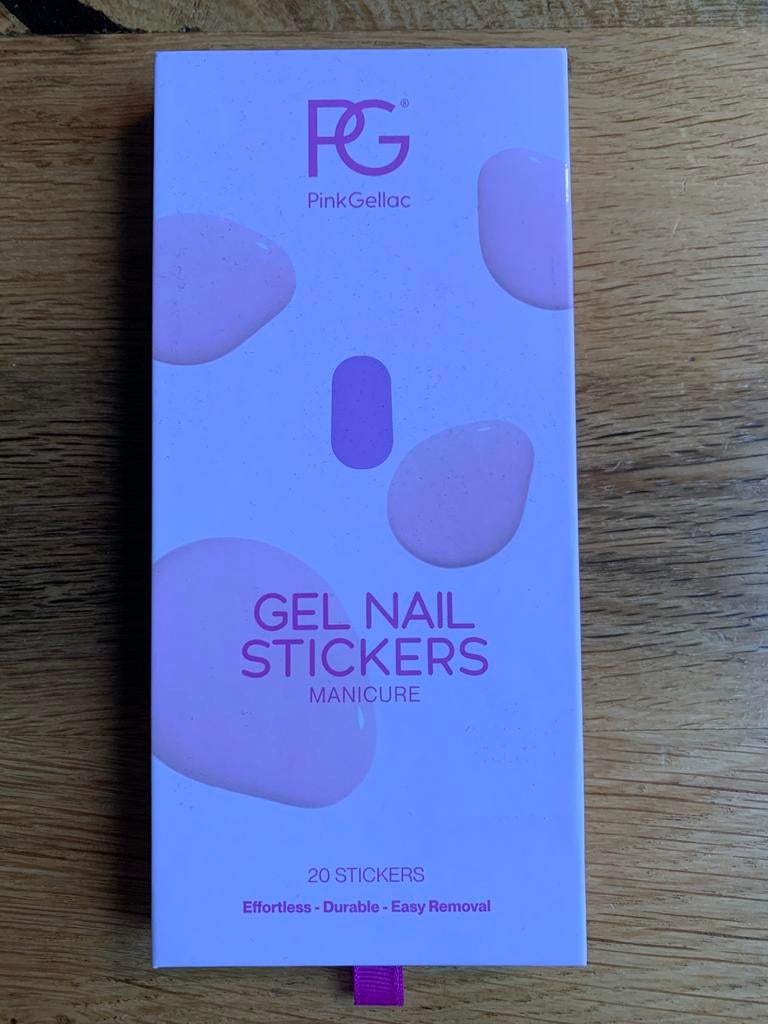 PG®
PinkGellac
GEL NAIL
STICKERS
MANICURE
20 STICKERS
Effortless - Durable - Easy Removal